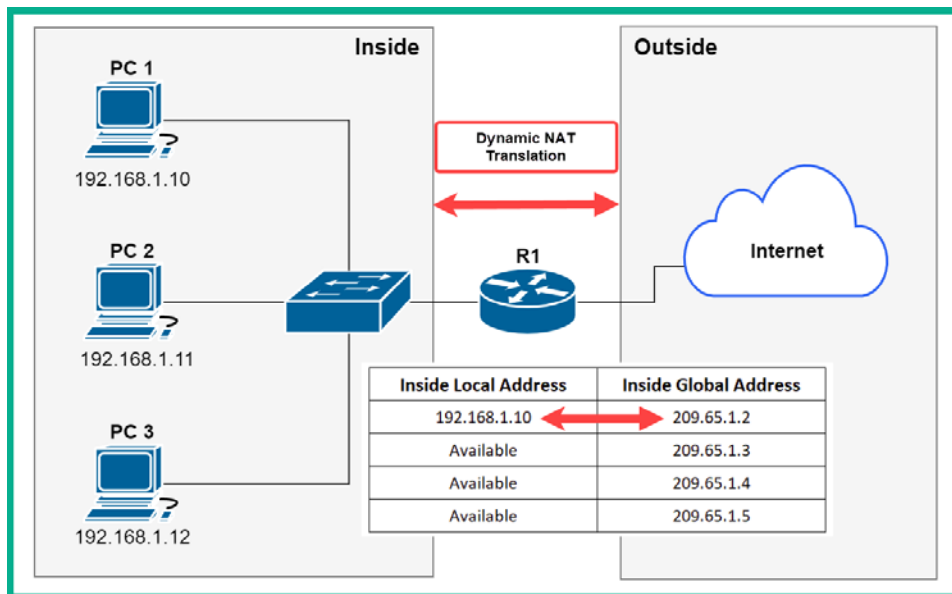 Inside
Outside
PC 1
192.168.1.10
Dynamic NAT
Translation
PC 2
192.168.1.11
R1
Internet
PC 3
192.168.1.12
Inside Local Address Inside Global Address
192.168.1.10 209.65.1.2
Available 209.65.1.3
Available 209.65.1.4
Available 209.65.1.5